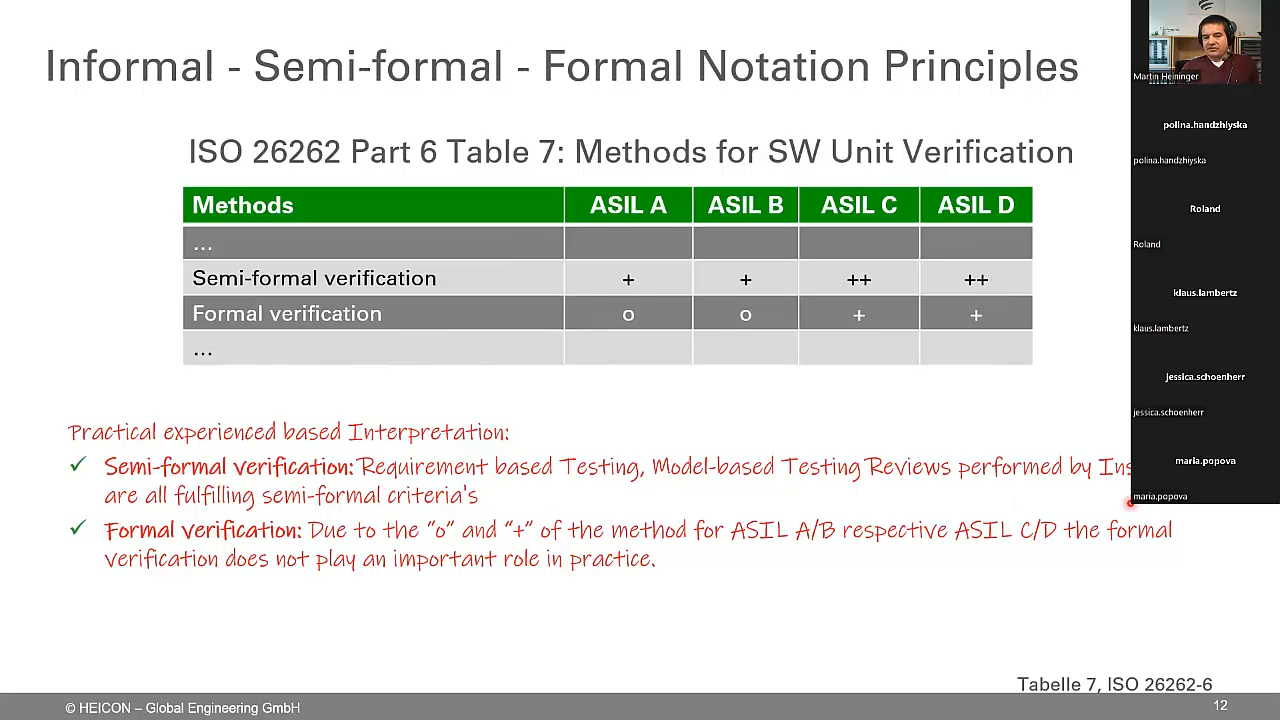 Informal - Semi-formal - Formal Notation Principles
Martin Heininger
polina.handzhiyska
polina.handzhiyska
Roland
Roland
klaus.lambertz
klaus.lambertz
jessica.schoenherr
jessica.schoenherr
maria.popova
maria.popova
ISO 26262 Part 6 Table 7: Methods for SW Unit Verification
Methods ASIL A ASIL B ASIL C ASIL D
...
Semi-formal verification + + ++ ++
Formal verification o o + +
...
Practical experienced based Interpretation:
✓ Semi-formal verification: Requirement based Testing, Model-based Testing Reviews performed by
are all fulfilling semi-formal criteria's
✓ Formal verification: Due to the “o” and “+” of the method for ASIL A/B respective ASIL C/D the formal
verification does not play an important role in practice.
Tabelle 7, ISO 26262-6
© HEICON – Global Engineering GmbH
12